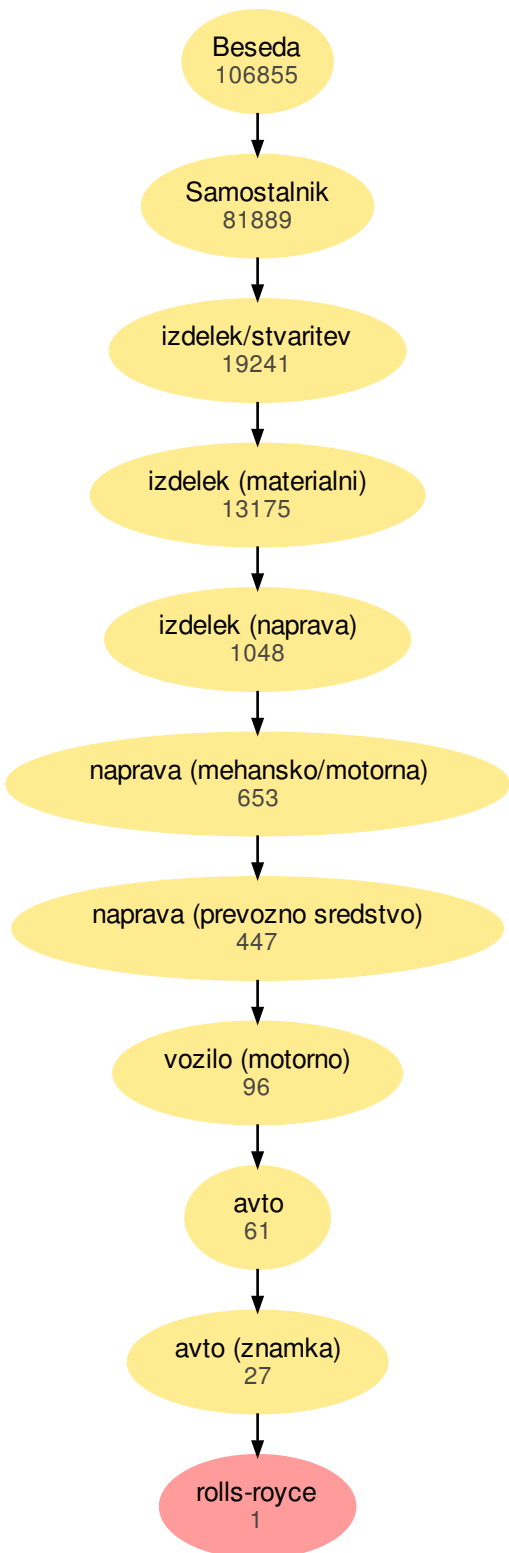 Beseda
106855
Samostalnik
81889
izdelek/stvaritev
19241
izdelek (materialni)
13175
izdelek (naprava)
1048
naprava (mehansko/motorna)
653
naprava (prevozno sredstvo)
447
vozilo (motorno)
96
avto
61
avto (znamka)
27
rolls-royce
1